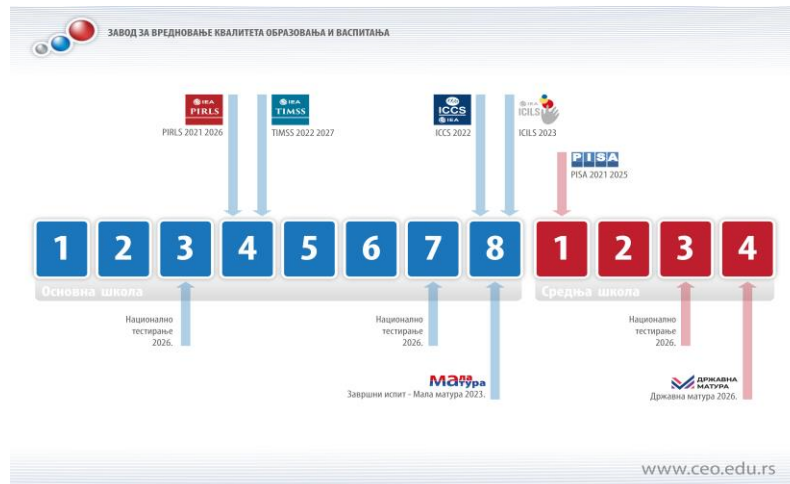 ЗАВОД ЗА ВРЕДНОВАЊЕ КВАЛИТЕТА ОБРАЗОВАЊА И ВАСПИТАЊА
IEA
PIRLS
PIRLS 2021 2026
IEA
TIMSS
TIMSS 2022 2027
ICCS
IEA
ICCS 2022
IEA
ICILS
ICILS 2023
PISA
PISA 2021 2025
1 2 3 4 5 6 7 8 1 2 3 4
Основна школа
Средња школа
Национално
тестирање
2026.
Национално
тестирање
2026.
Национално
тестирање
2026.
Мала
матура
Завршни испит - Мала матура 2023.
ДРЖАВНА
МАТУРА
Државна матура 2026.
www.ceo.edu.rs